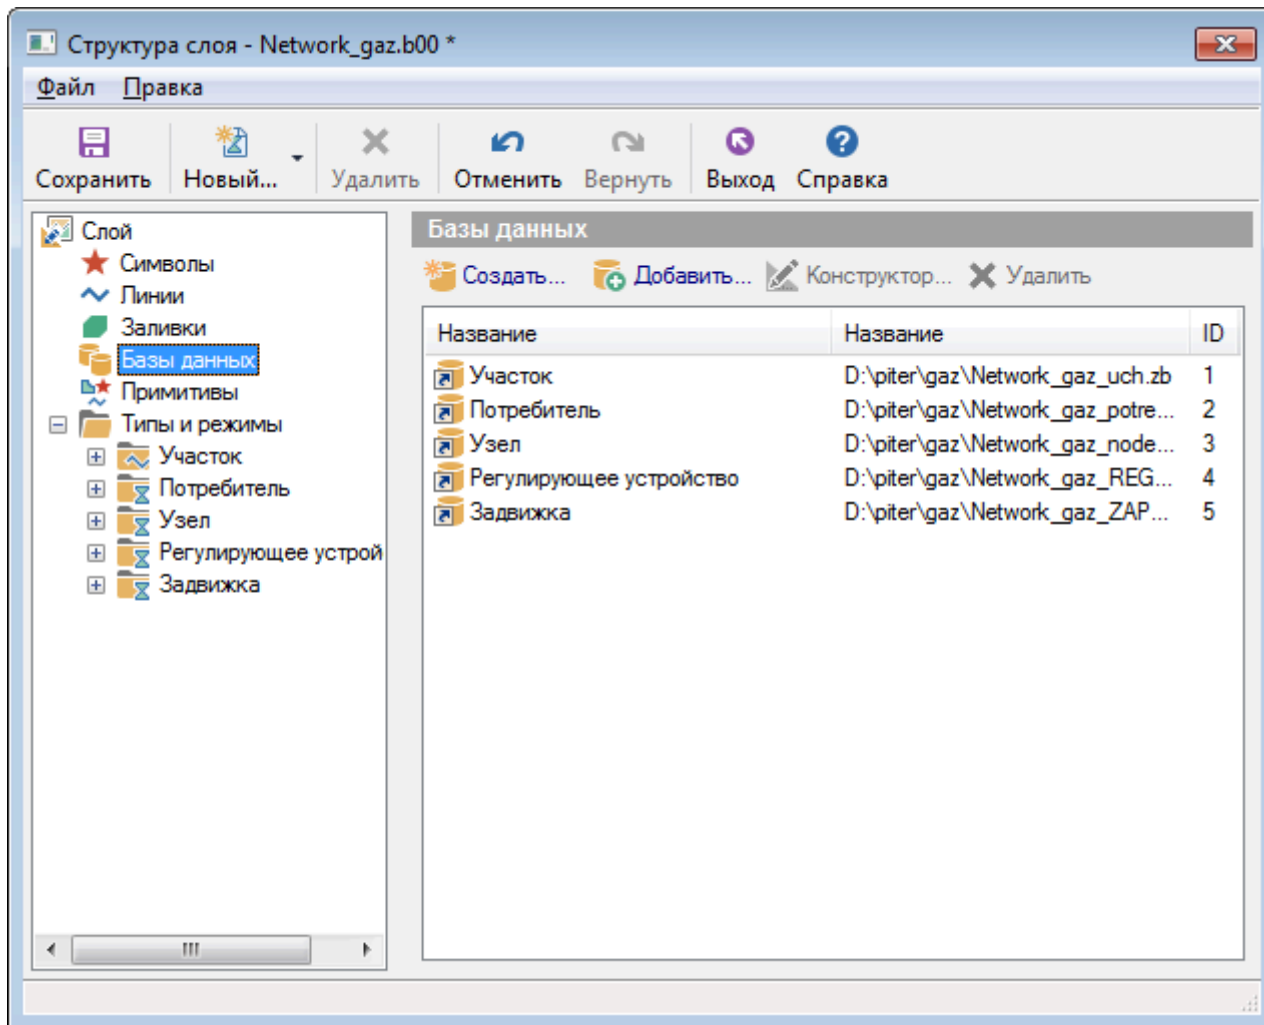 Структура слоя - Network_gaz.b00 *
Файл Правка
Сохранить Новый... Удалить Отменить Вернуть Выход Справка
Слой
Символы
Линии
Заливки
Базы данных
Примитивы
Типы и режимы
Участок
Потребитель
Узел
Регулирующее устрой
Задвижка
Базы данных
Создать... Добавить... Конструктор... Удалить
Название Название ID
Участок D:\piter\gaz\Network_gaz_uch.zb 1
Потребитель D:\piter\gaz\Network_gaz_potre... 2
Узел D:\piter\gaz\Network_gaz_node... 3
Регулирующее устройство D:\piter\gaz\Network_gaz_REG... 4
Задвижка D:\piter\gaz\Network_gaz_ZAP... 5